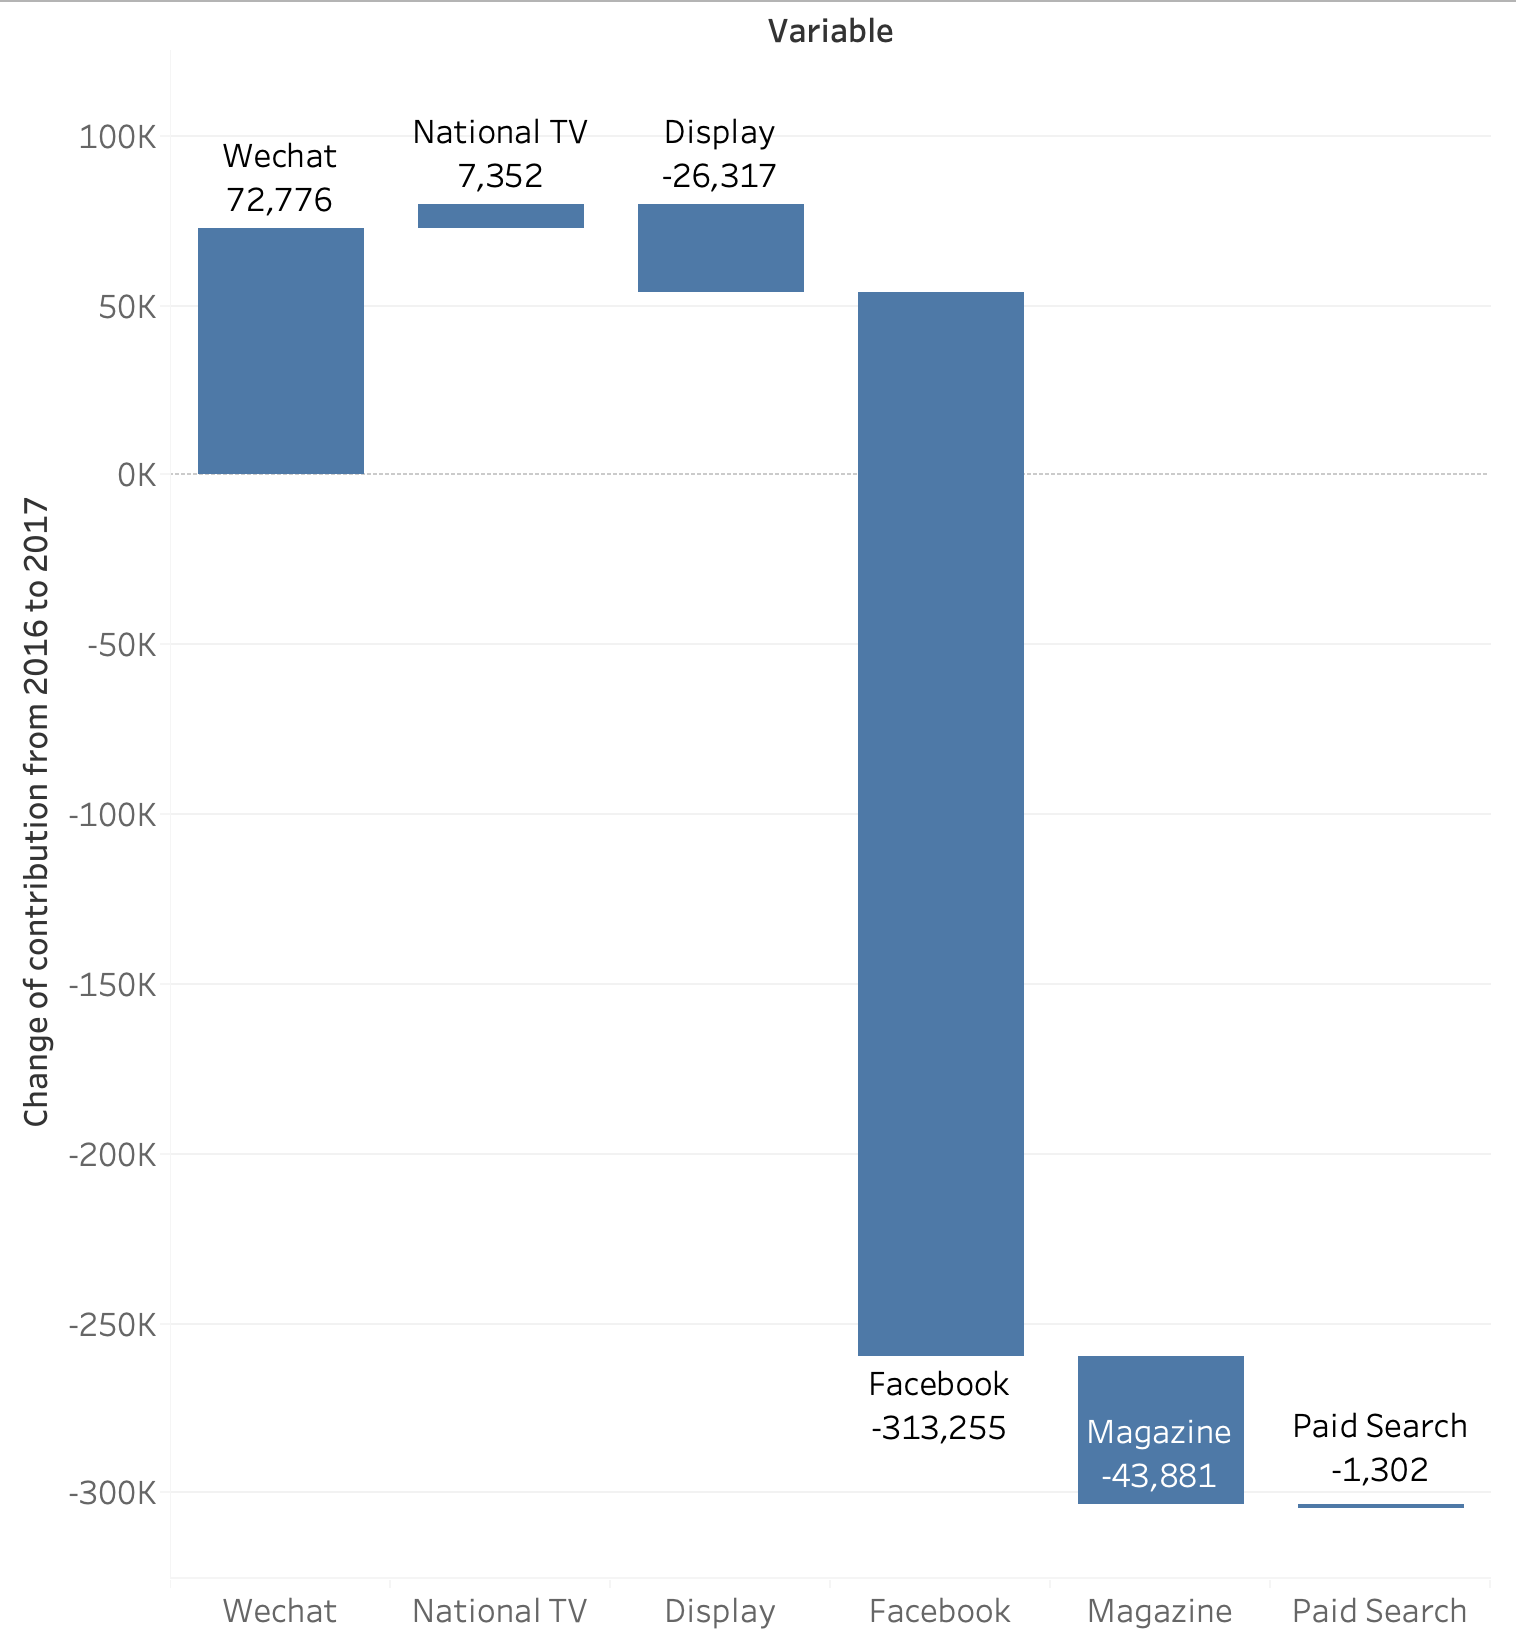 Variable
Change of contribution from 2016 to 2017
100K
50K
0K
-50K
-100K
-150K
-200K
-250K
-300K
Wechat
72,776
National TV
7,352
Display
-26,317
Facebook
-313,255
Magazine
-43,881
Paid Search
-1,302
Wechat
National TV
Display
Facebook
Magazine
Paid Search